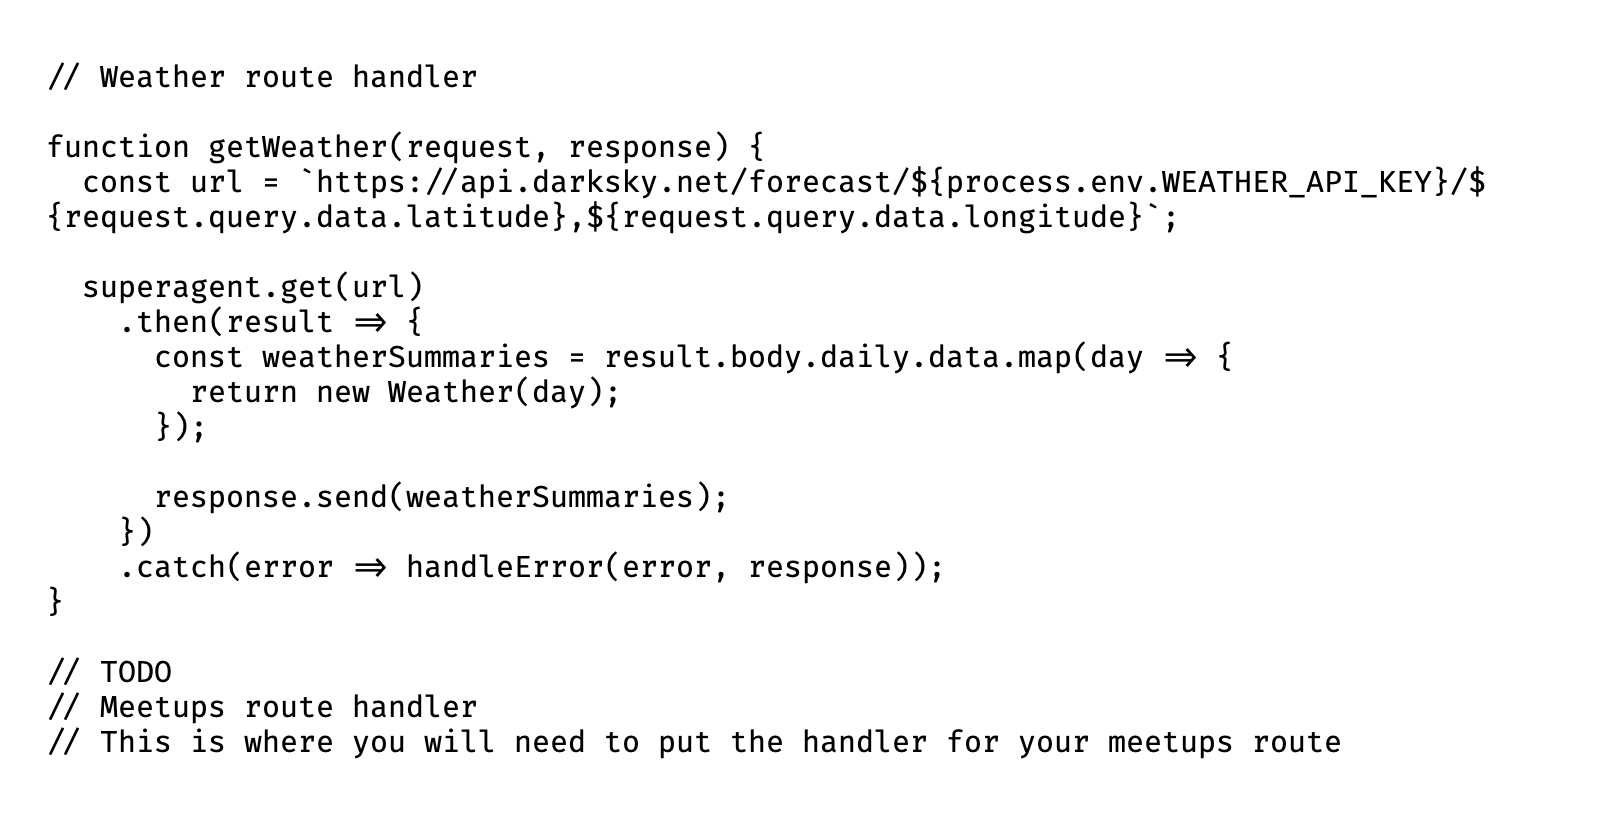 // Weather route handler

function getWeather(request, response) {
  const url = `https://api.darksky.net/forecast/${process.env.WEATHER_API_KEY}/$
{request.query.data.latitude},${request.query.data.longitude}`;

  superagent.get(url)
    .then(result => {
      const weatherSummaries = result.body.daily.data.map(day => {
        return new Weather(day);
      });

      response.send(weatherSummaries);
    })
    .catch(error => handleError(error, response));
}

// TODO
// Meetups route handler
// This is where you will need to put the handler for your meetups route